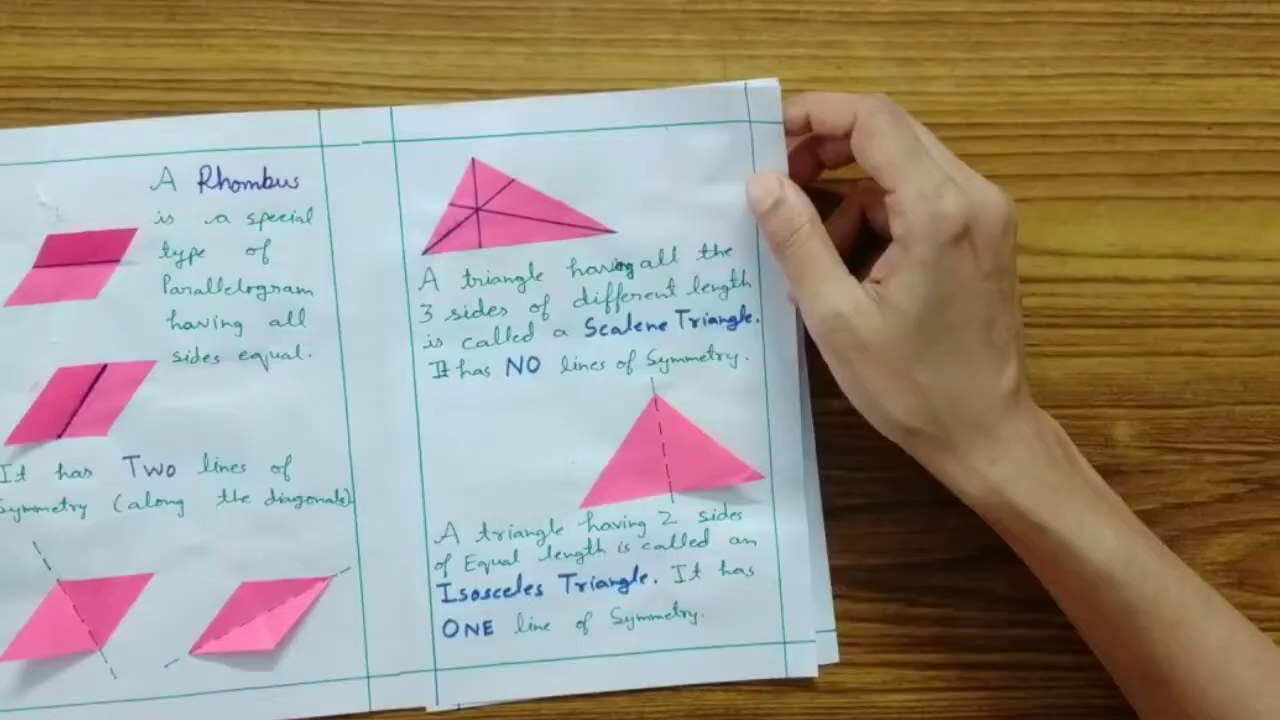 A Rhombus
is a special
type of
Parallelogram
having all
sides equal.
It has TWO lines of
Symmetry (along the diagonals)
A triangle having all the
3 sides of different length
is called a Scalene Triangle.
It has NO lines of Symmetry.
A triangle having 2 sides
of Equal length is called an
Isosceles Triangle. It has
ONE line of Symmetry.